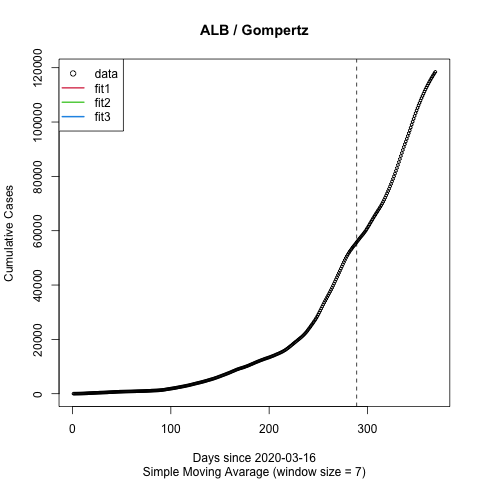 ALB / Gompertz
data
fit1
fit2
fit3
Cumulative Cases
0
20000
40000
60000
80000
100000
120000
0
100
200
300
Days since 2020-03-16
Simple Moving Avarage (window size = 7)